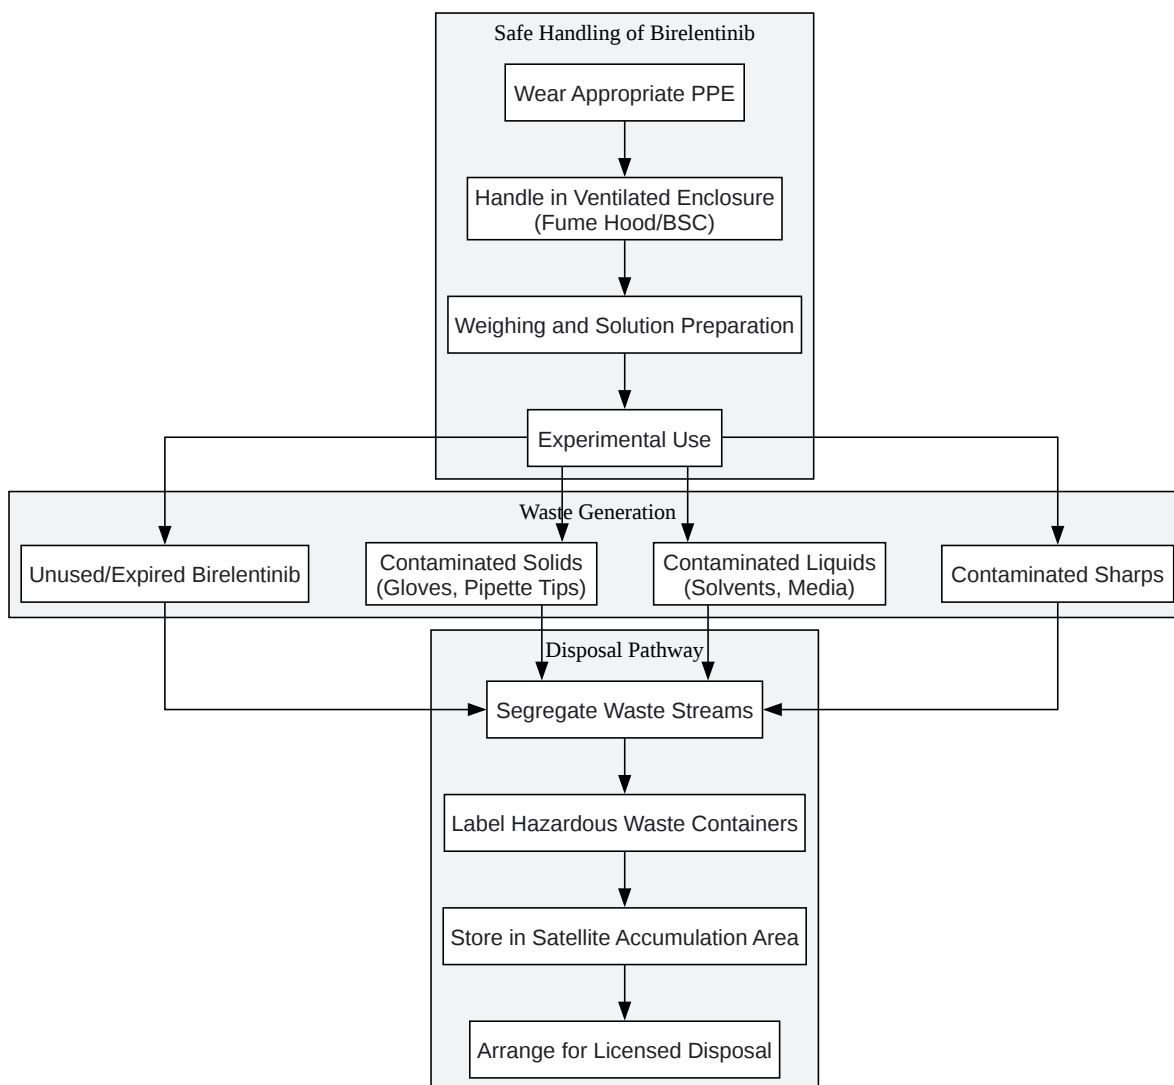 Safe Handling of Birelentinib
Wear Appropriate PPE
Handle in Ventilated Enclosure
(Fume Hood/BSC)
Weighing and Solution Preparation
Experimental Use
Waste Generation
Unused/Expired Birelentinib
Contaminated Solids
(Gloves, Pipette Tips)
Contaminated Liquids
(Solvents, Media)
Contaminated Sharps
Disposal Pathway
Segregate Waste Streams
Label Hazardous Waste Containers
Store in Satellite Accumulation Area
Arrange for Licensed Disposal